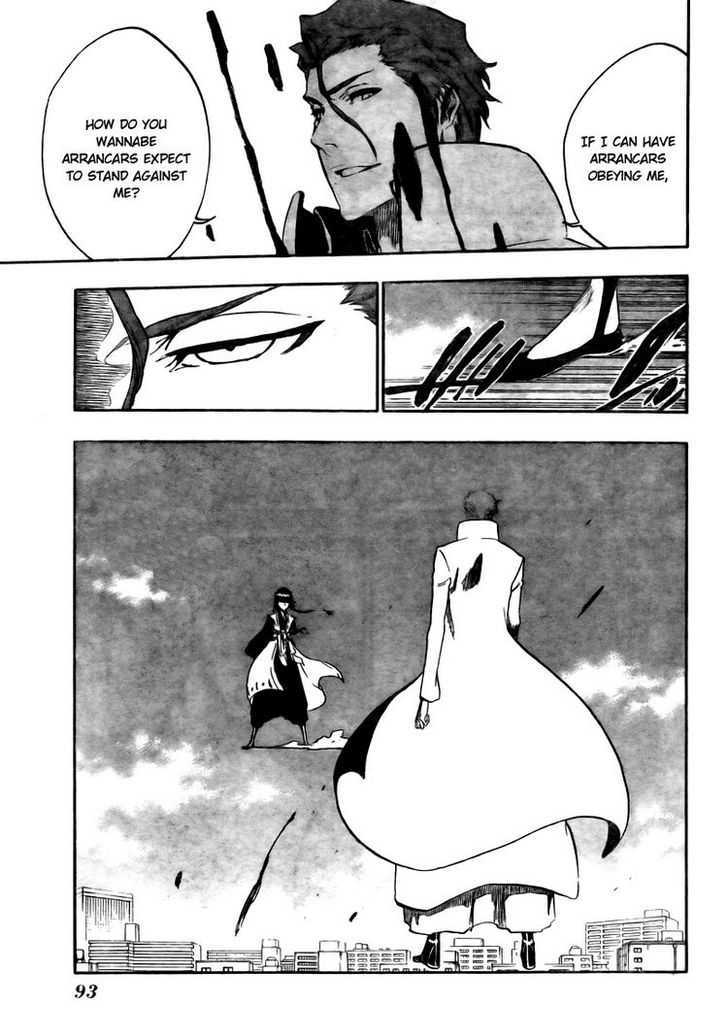 IF I CAN HAVE
ARRANCARS
OBEYING ME,
HOW DO YOU
WANNABE
ARRANCARS EXPECT
TO STAND AGAINST
ME?
93